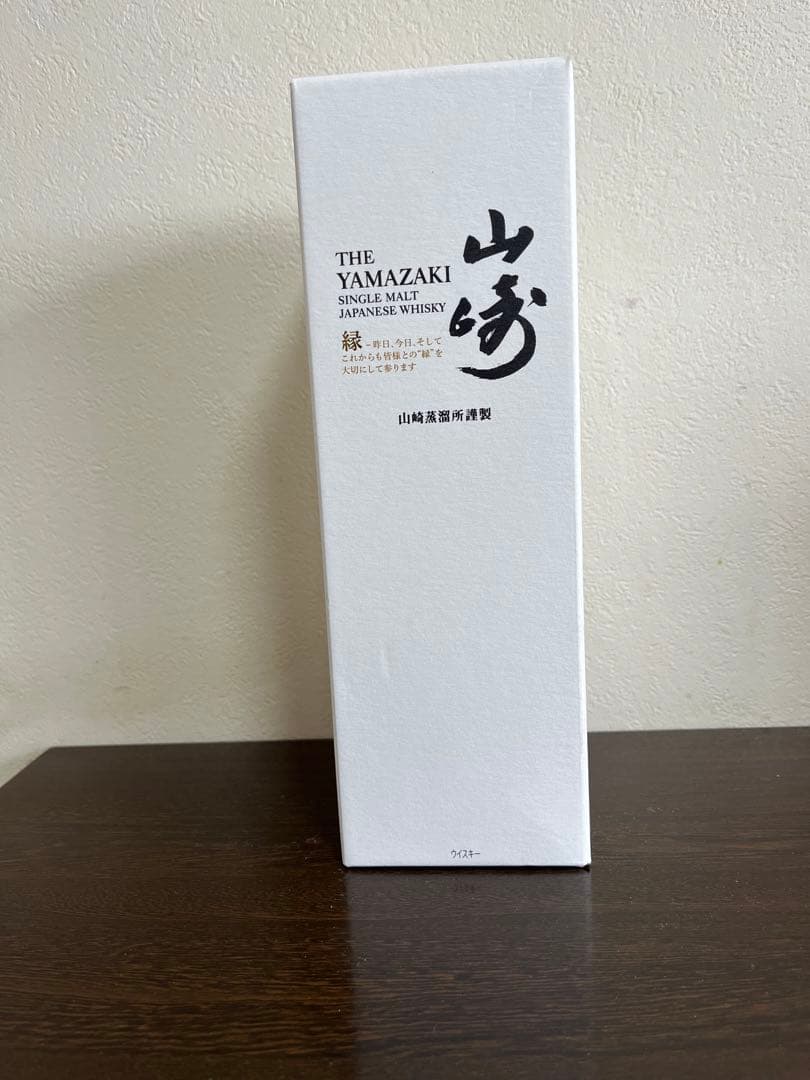 THE
YAMAZAKI
SINGLE MALT
JAPANESE WHISKY
山崎
縁 – 昨日、今日、そして
これからも皆様との“縁”を
大切にして参ります
山崎蒸溜所謹製
ウイスキー